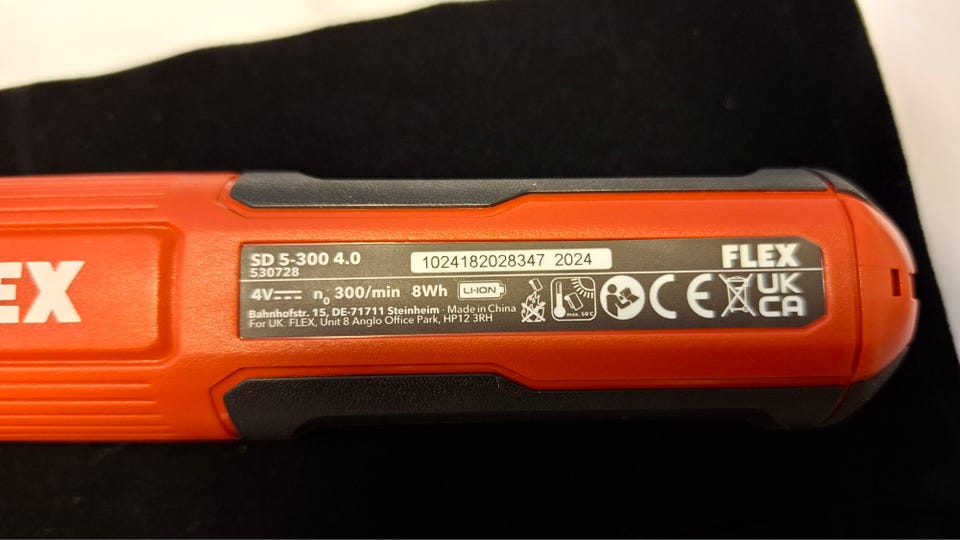 EX
SD 5-300 4.0
530728
1024182028347 2024
FLEX
4V n0 300/min 8Wh LI-ION
max. 50°C
CE
UK
CA
Bahnhofstr. 15, DE-71711 Steinheim · Made in China
For UK: FLEX, Unit 8 Anglo Office Park, HP12 3RH